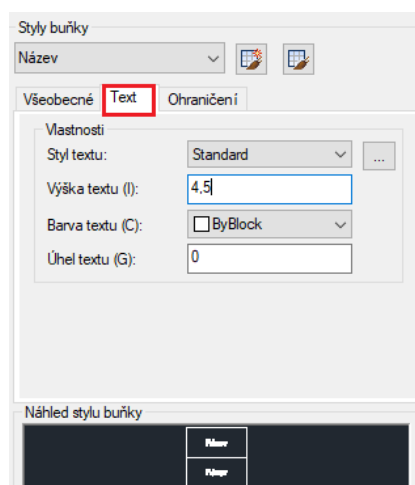 Styly buňky
Název
Všeobecné Text Ohraničení
Vlastnosti
Styl textu: Standard ...
Výška textu (I): 4,5
Barva textu (C): ByBlock
Úhel textu (G): 0
Náhled stylu buňky